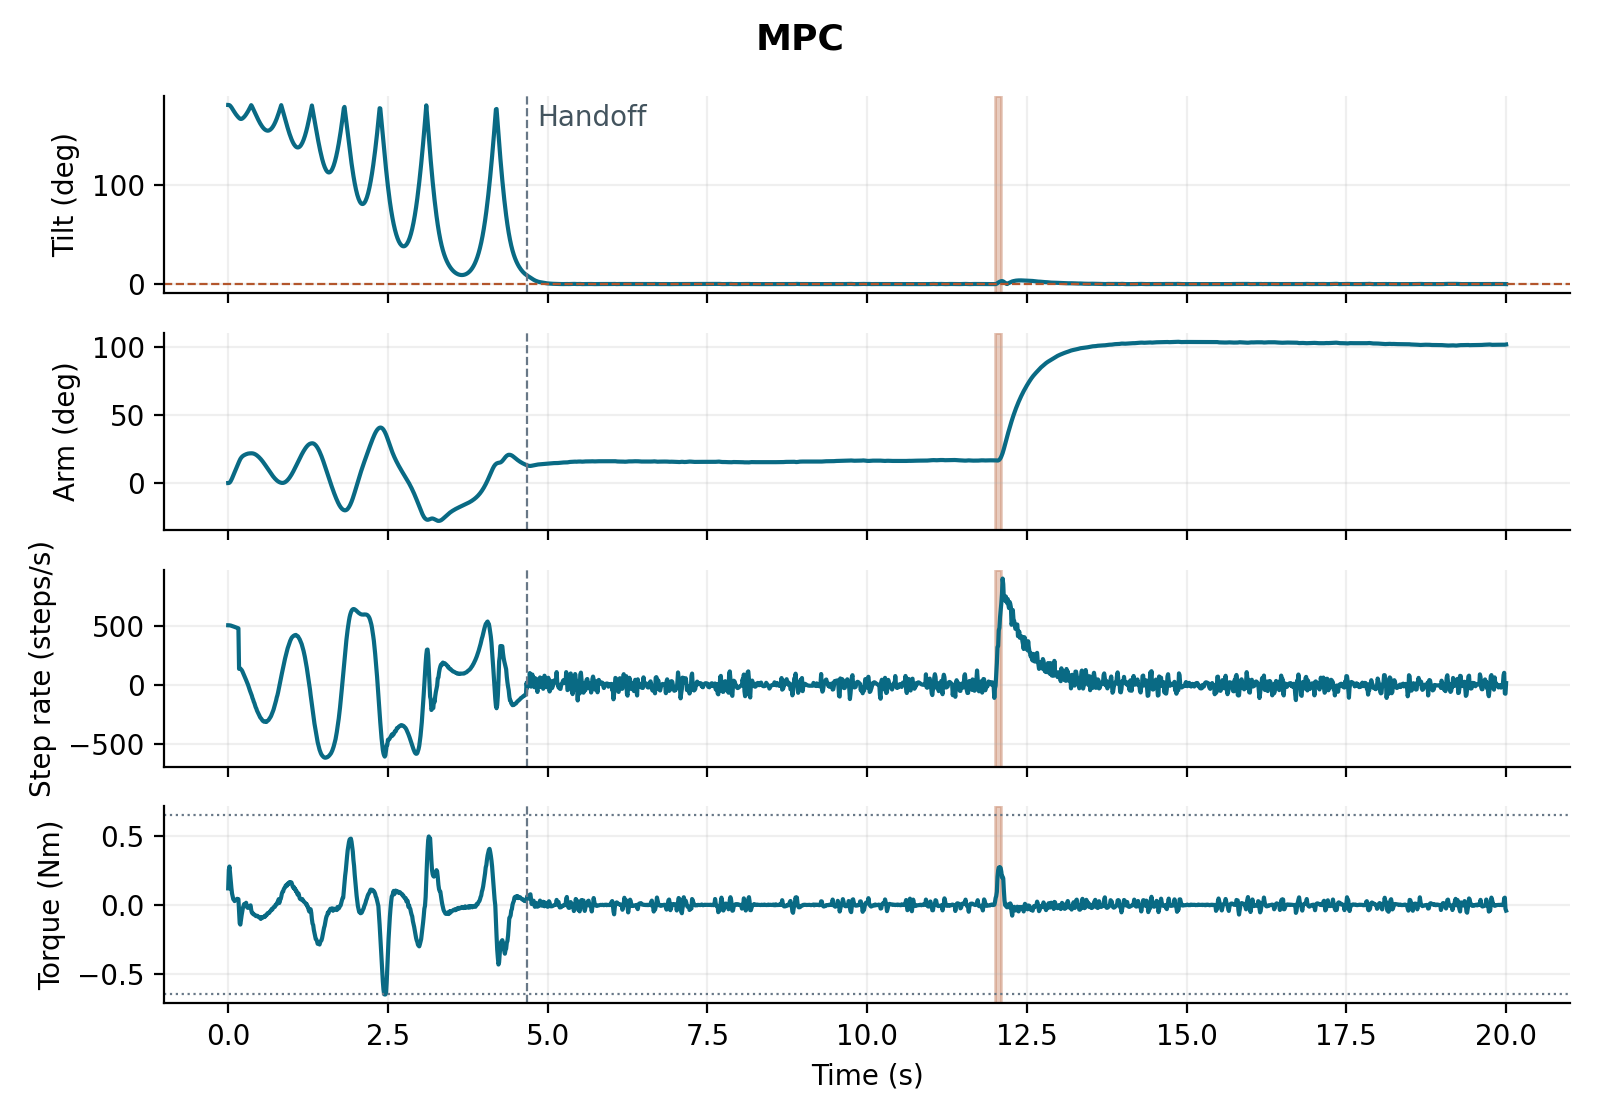 MPC
Handoff
Tilt (deg)
100
0
Arm (deg)
100
50
0
Step rate (steps/s)
500
0
−500
Torque (Nm)
0.5
0.0
−0.5
0.0 2.5 5.0 7.5 10.0 12.5 15.0 17.5 20.0
Time (s)